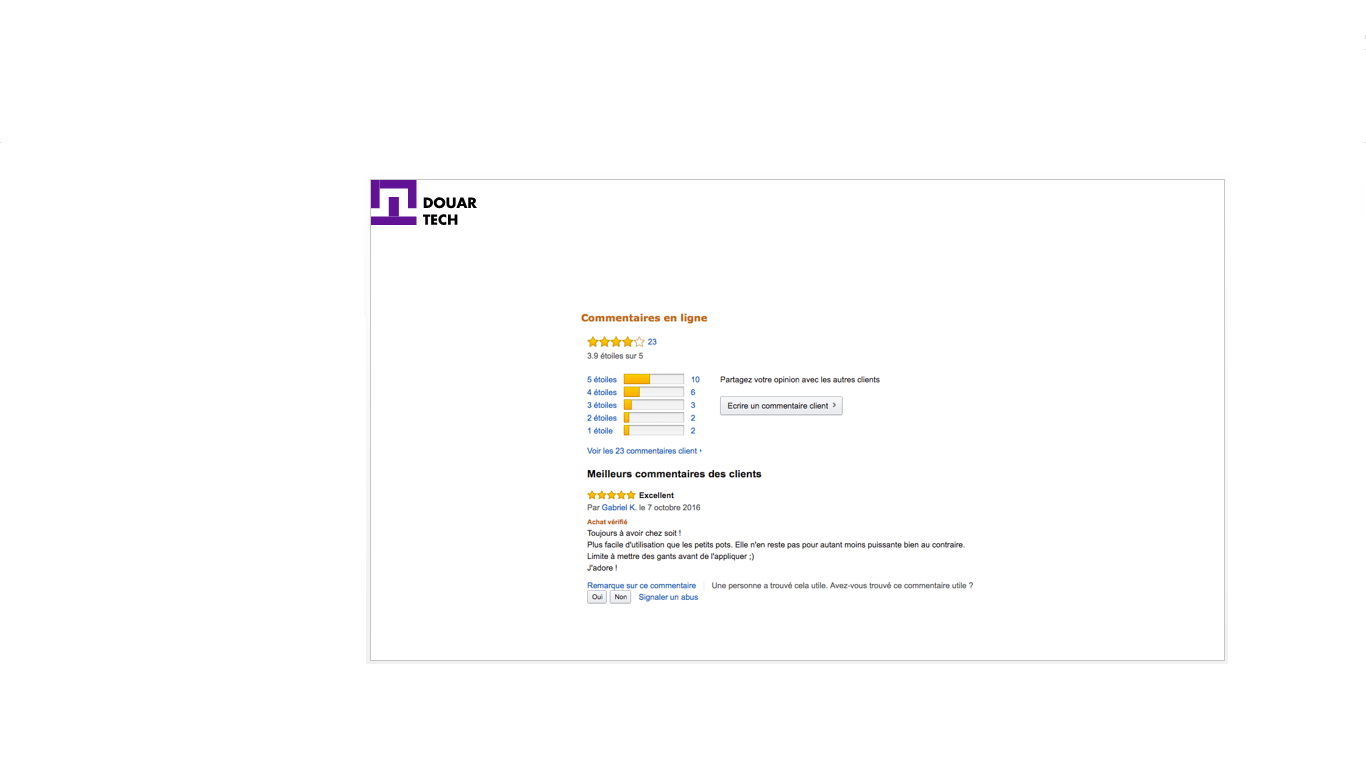 DOUAR
TECH
Commentaires en ligne
23
3.9 étoiles sur 5
5 étoiles 10
4 étoiles 6
3 étoiles 3
2 étoiles 2
1 étoile 2
Partagez votre opinion avec les autres clients
Ecrire un commentaire client ›
Voir les 23 commentaires client ›
Meilleurs commentaires des clients
Excellent
Par Gabriel K. le 7 octobre 2016
Achat vérifié
Toujours à avoir chez soit !
Plus facile d'utilisation que les petits pots. Elle n'en reste pas pour autant moins puissante bien au contraire.
Limite à mettre des gants avant de l'appliquer ;)
J'adore !
Remarque sur ce commentaire | Une personne a trouvé cela utile. Avez-vous trouvé ce commentaire utile ?
Oui Non Signaler un abus